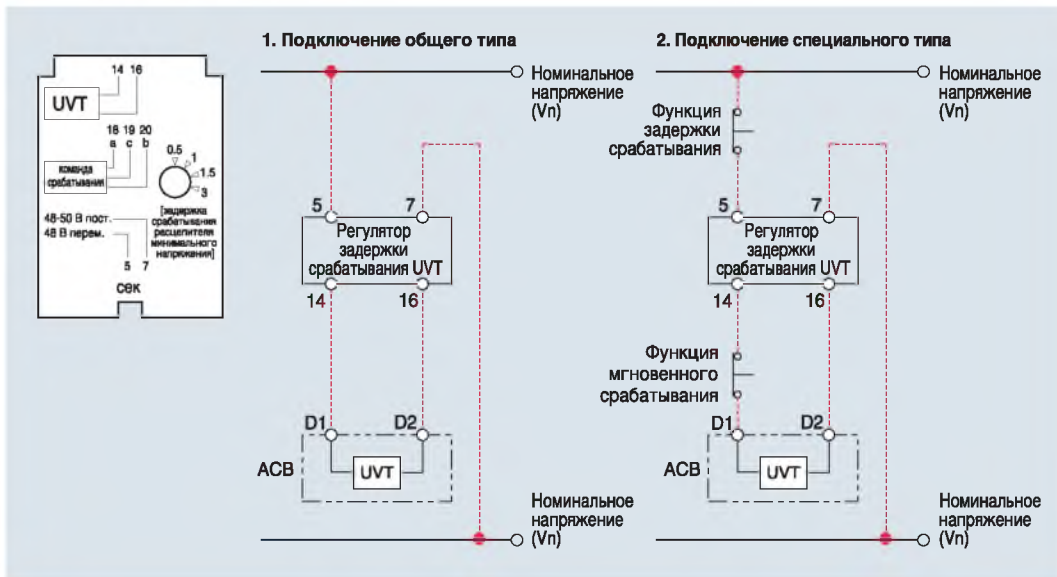 1. Подключение общего типа
2. Подключение специального типа
14 16
UVT
18 19 20
a c b
команда
срабатывания
0.5
1
1.5
3
[задержка
срабатывания
расцепителя
минимального
напряжения]
48-50 В пост.
48 В перем.
5 7
сек
Номинальное
напряжение
(Vn)
5 7
Регулятор
задержки
срабатывания UVT
14 16
D1 D2
ACB
UVT
Номинальное
напряжение
(Vn)
Номинальное
напряжение
(Vn)
Функция
задержки
срабатывания
5 7
Регулятор
задержки
срабатывания UVT
14 16
Функция
мгновенного
срабатывания
D1 D2
ACB
UVT
Номинальное
напряжение
(Vn)